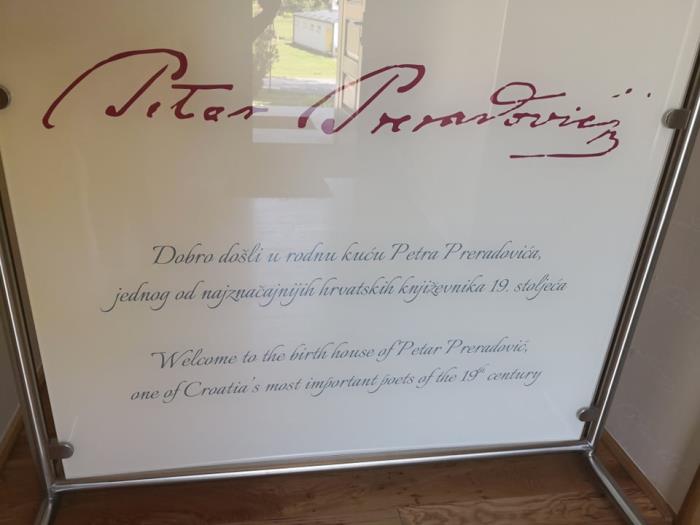 Petar Preradović
Dobro došli u rodnu kuću Petra Preradovića,
jednog od najznačajnijih hrvatskih književnika 19. stoljeća
Welcome to the birth house of Petar Preradović,
one of Croatia's most important poets of the 19th century